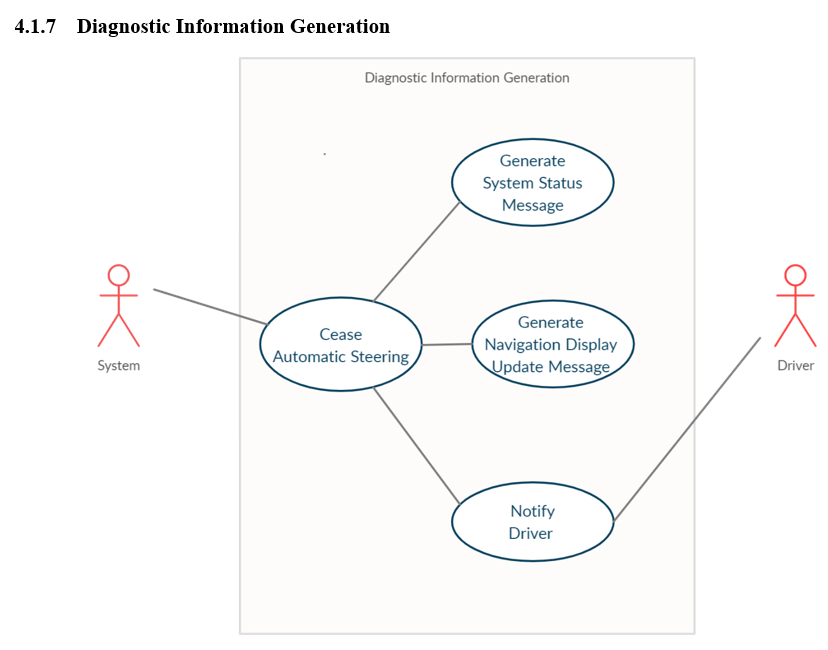 4.1.7 Diagnostic Information Generation
Diagnostic Information Generation
Generate
System Status
Message
System
Cease
Automatic Steering
Generate
Navigation Display
Update Message
Driver
Notify
Driver